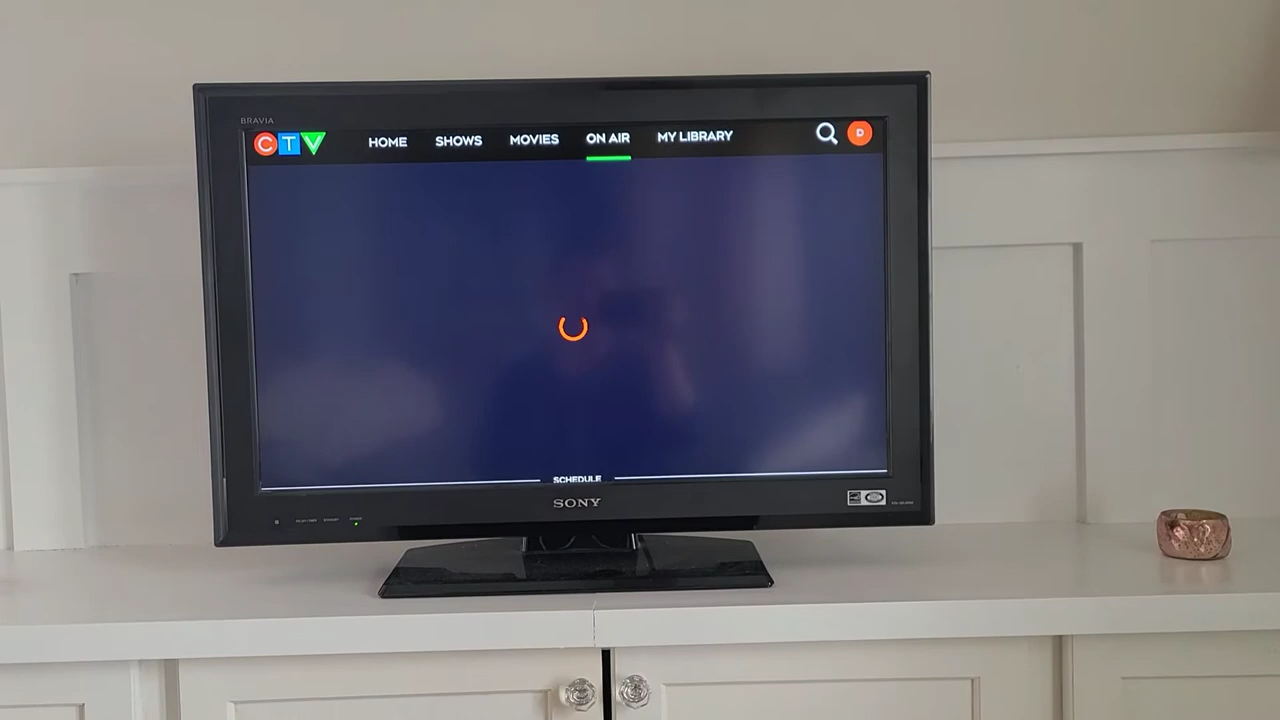 BRAVIA
CTV HOME SHOWS MOVIES ON AIR MY LIBRARY D
SCHEDULE
SONY